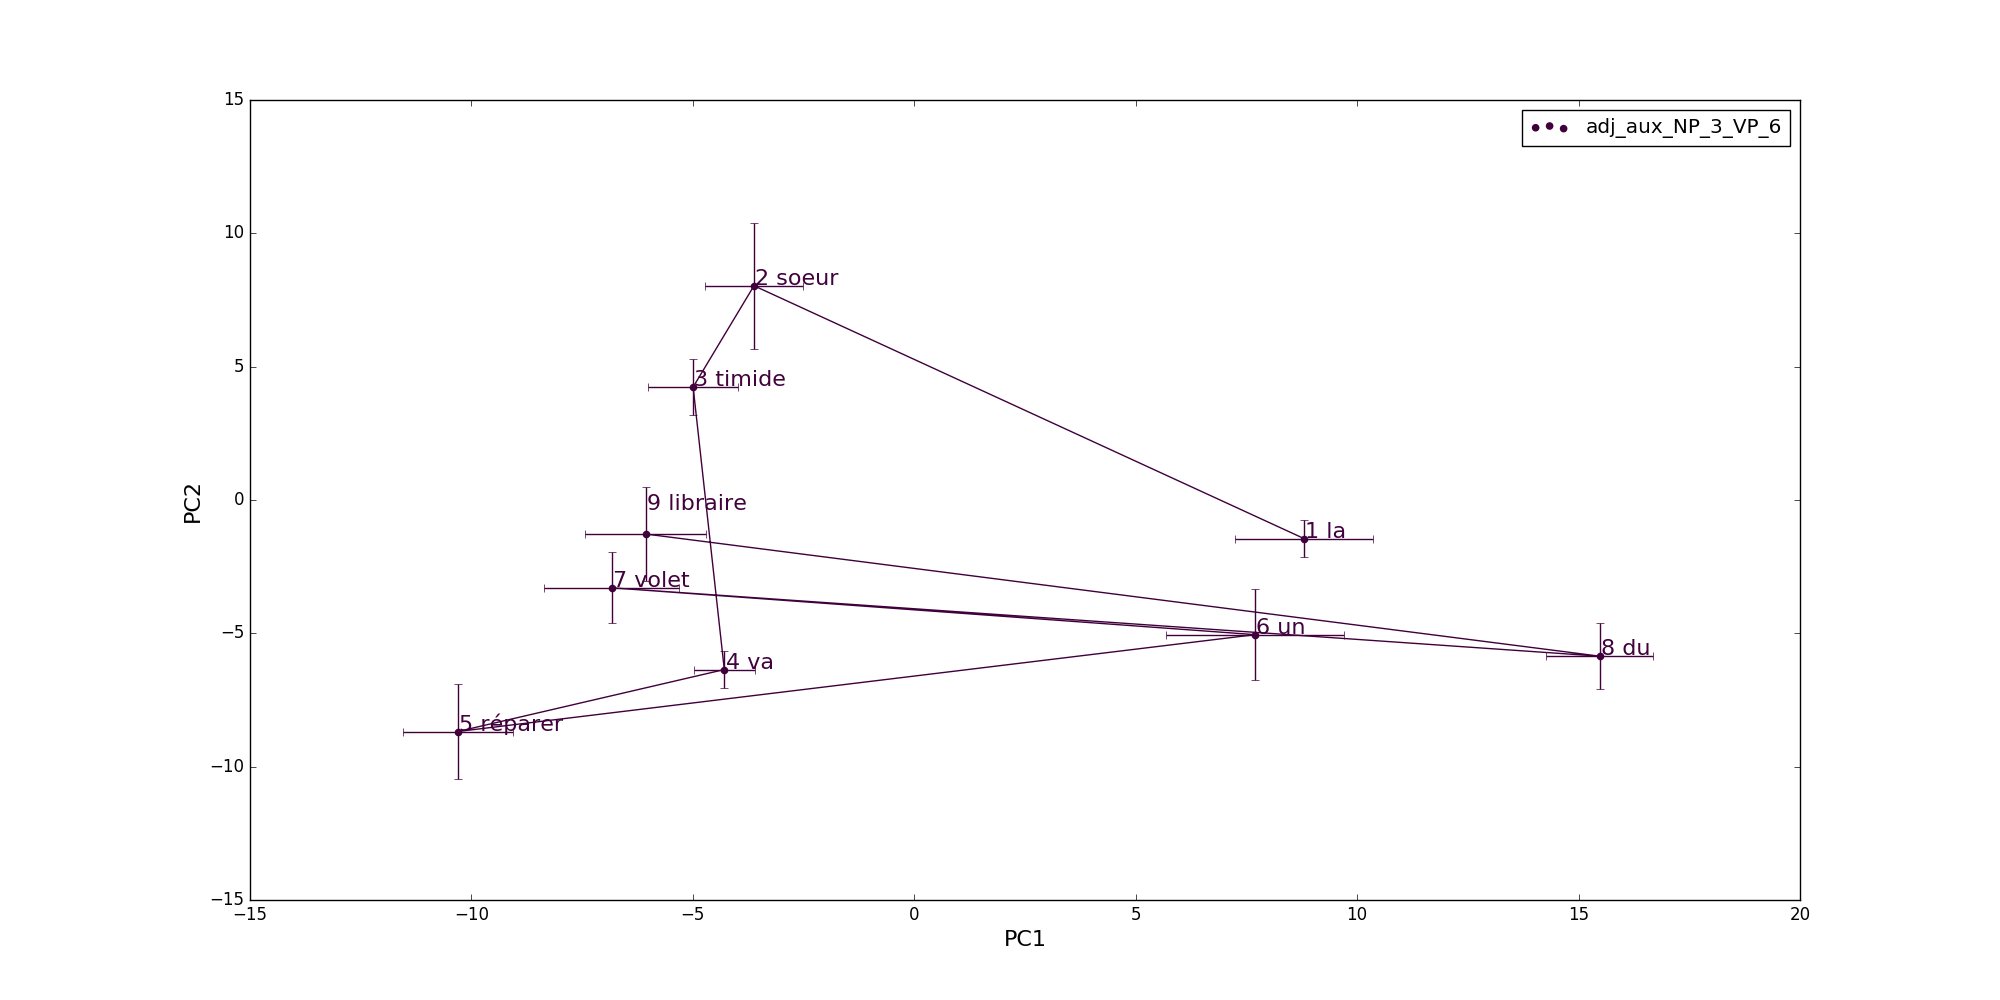 15
10
5
0
−5
−10
−15
−15
−10
−5
0
5
10
15
20
PC2
PC1
adj_aux_NP_3_VP_6
2 soeur
3 timide
9 libraire
1 la
7 volet
6 un
8 du
4 va
5 réparer